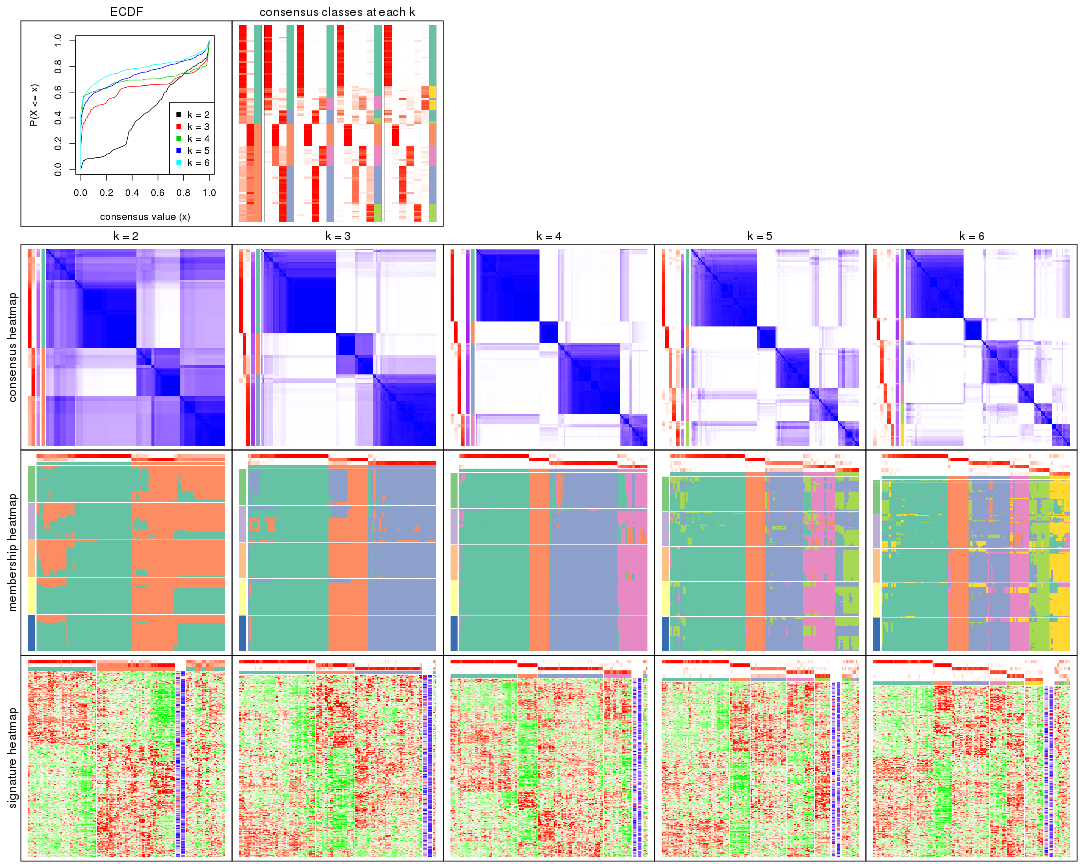 ECDF
consensus classes at each k
P(X <= x)
1.0
0.8
0.6
0.4
0.2
0.0
k = 2
k = 3
k = 4
k = 5
k = 6
0.0 0.2 0.4 0.6 0.8 1.0
consensus value (x)
k = 2
k = 3
k = 4
k = 5
k = 6
consensus heatmap
membership heatmap
signature heatmap